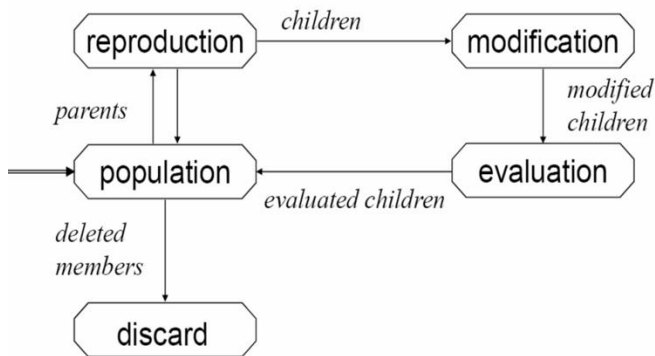 reproduction
children
modification
parents
modified
children
population
evaluated children
evaluation
deleted
members
discard